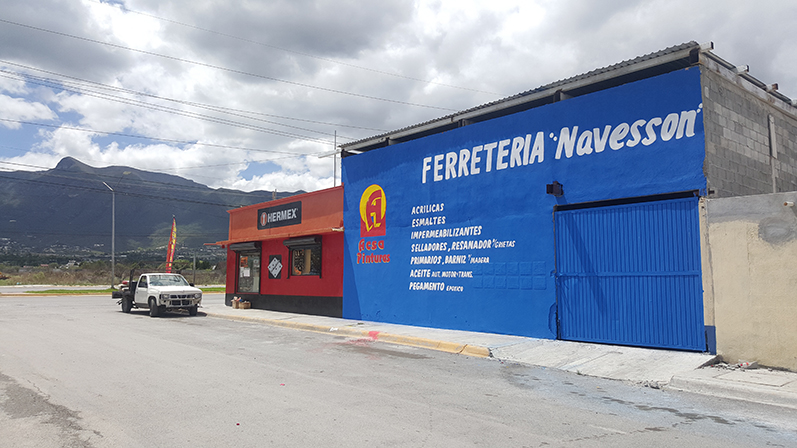 FERRETERIA "Navesson"
HERMEX
ACRILICAS
ESMALTES
IMPERMEABILIZANTES
SELLADORES, RESANADOR P/GRIETAS
PRIMARIOS, BARNIZ P/MADERA
ACEITE AUT. MOTOR-TRANS.
PEGAMENTO EPOXICO
Rosa
Pintura